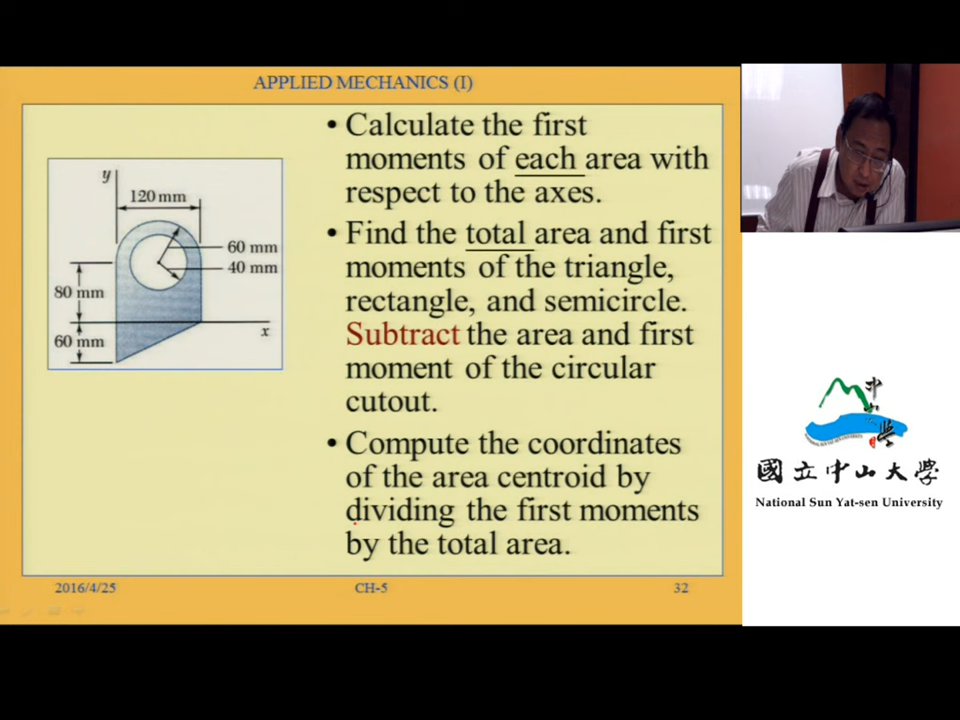 APPLIED MECHANICS (I)
• Calculate the first
moments of each area with
respect to the axes.
• Find the total area and first
moments of the triangle,
rectangle, and semicircle.
Subtract the area and first
moment of the circular
cutout.
• Compute the coordinates
of the area centroid by
dividing the first moments
by the total area.
y
120 mm
60 mm
40 mm
80 mm
x
60 mm
2016/4/25
CH-5
32
中山大學
國立中山大學
National Sun Yat-sen University